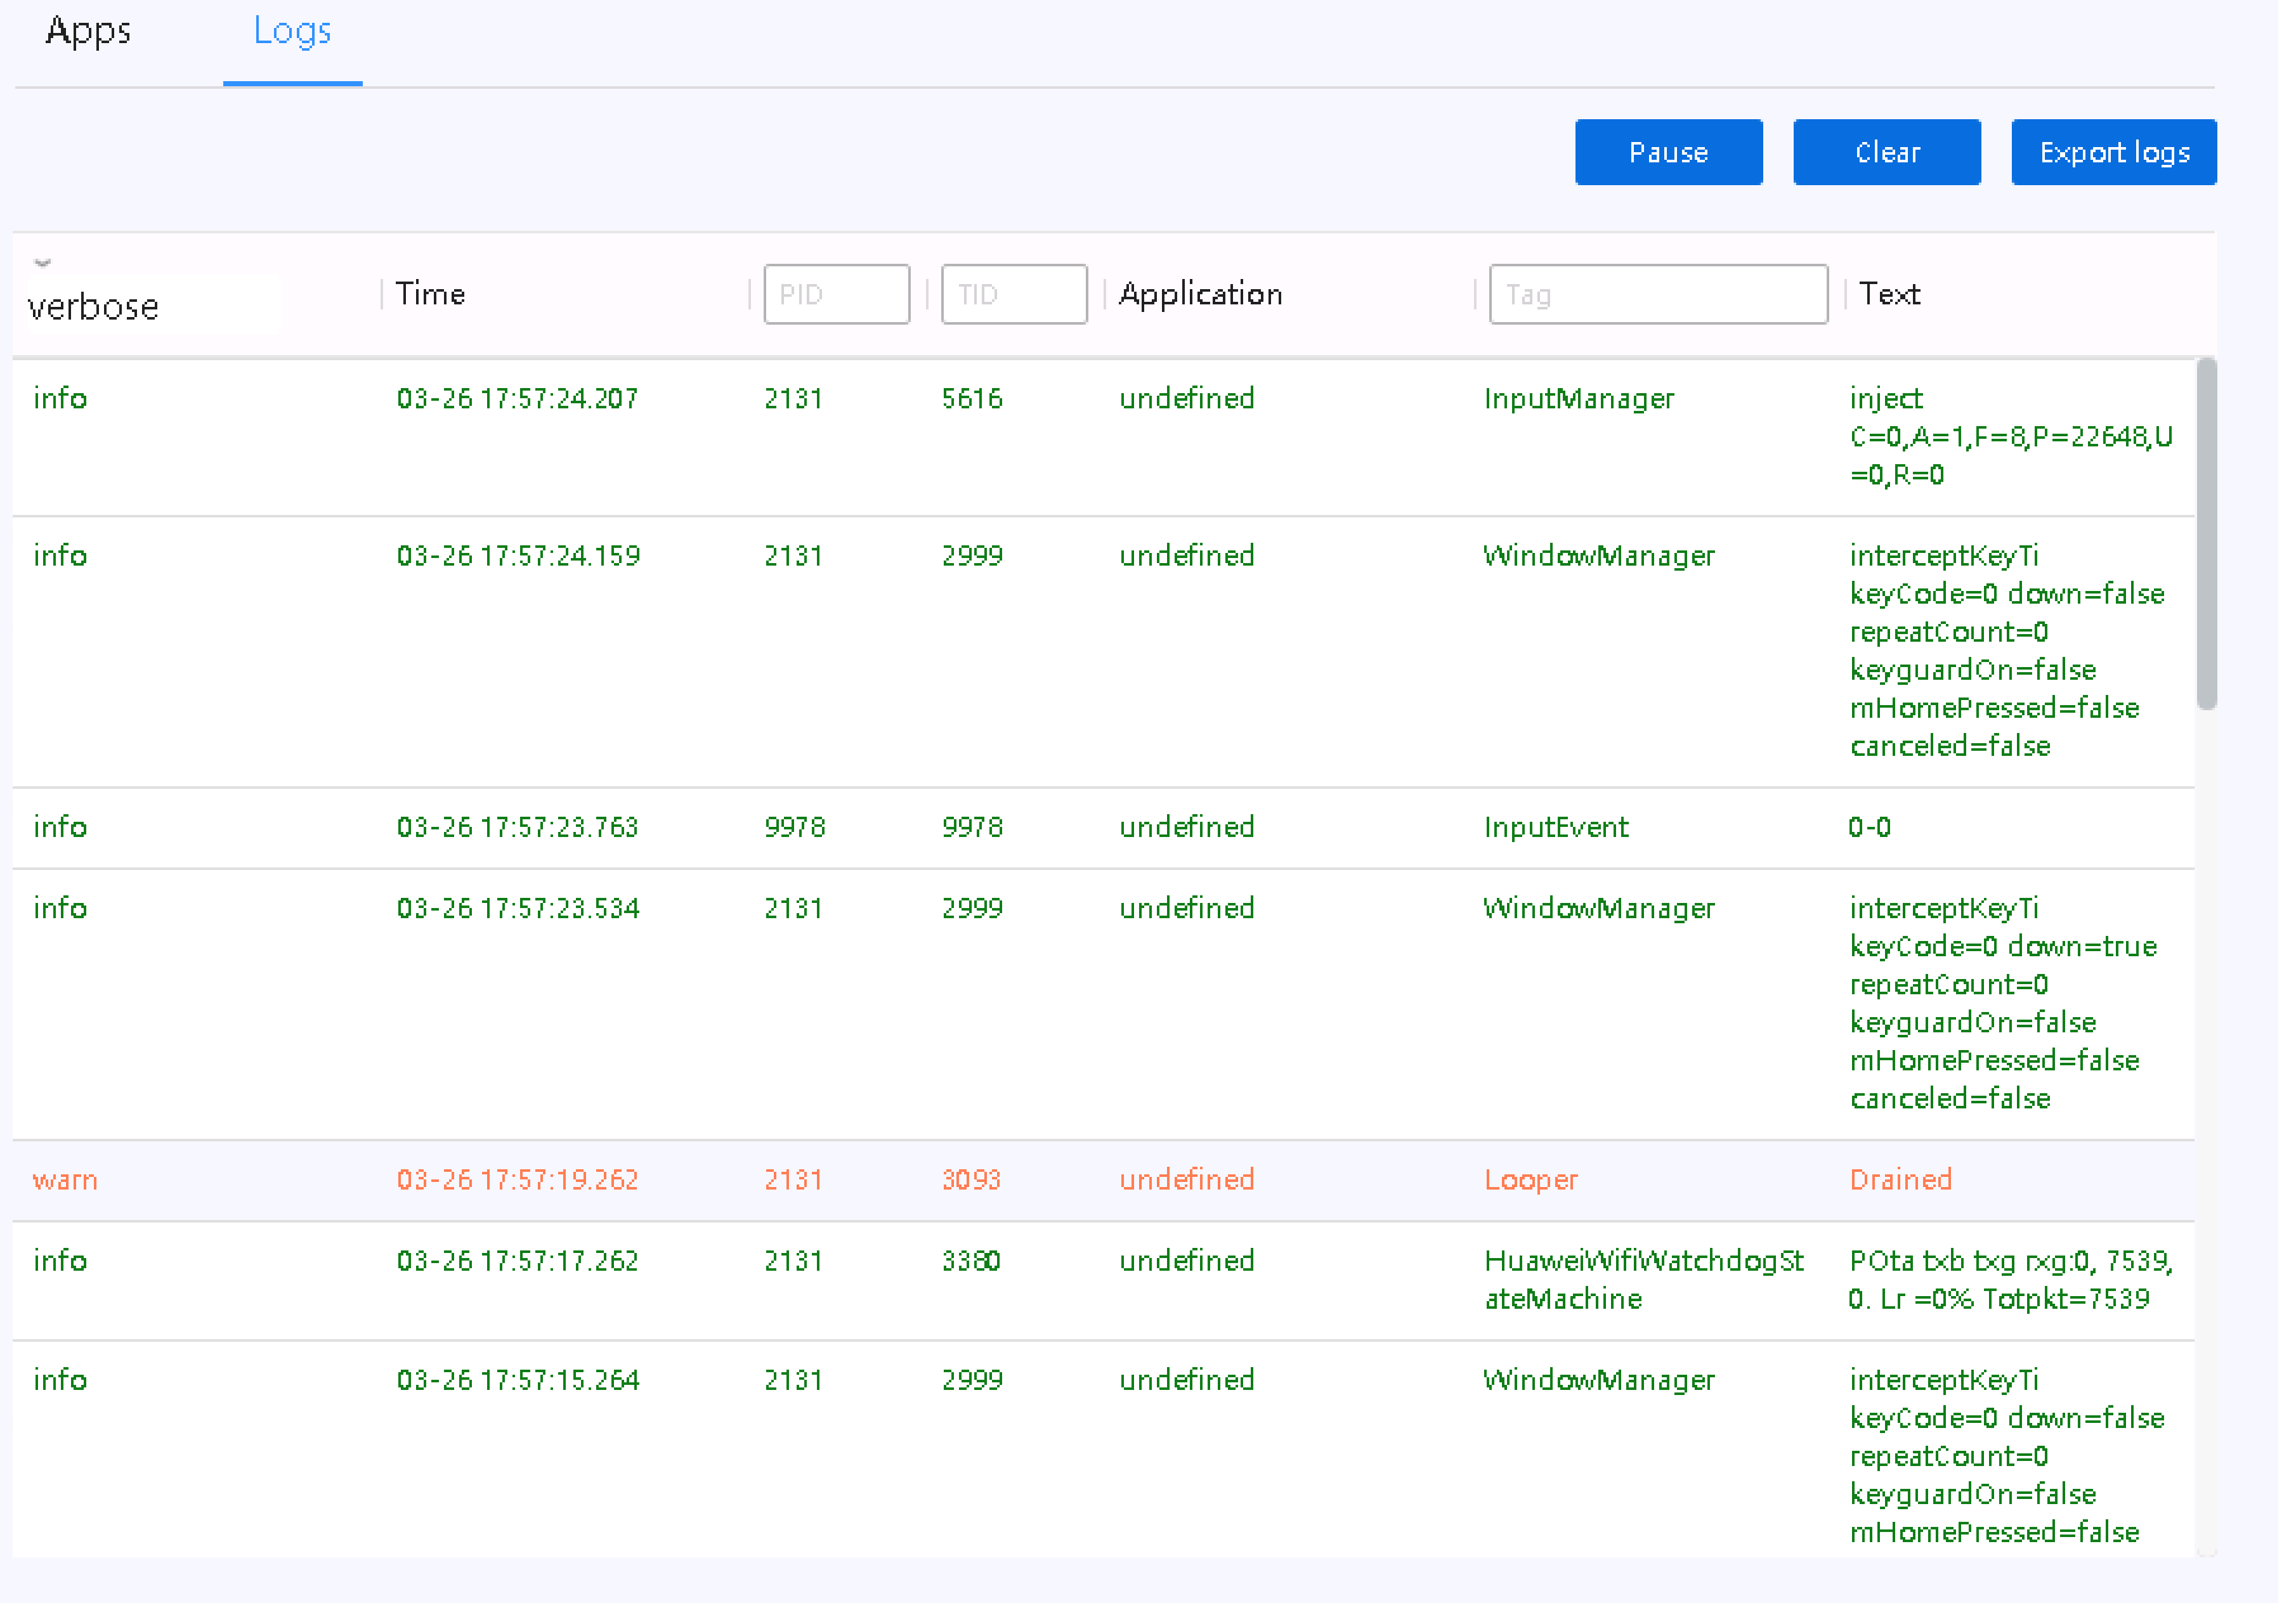 Apps Logs
Pause Clear Export logs
verbose Time PID TID Application Tag Text
info 03-26 17:57:24.207 2131 5616 undefined InputManager inject
C=0,A=1,F=8,P=22648,U
=0,R=0
info 03-26 17:57:24.159 2131 2999 undefined WindowManager interceptKeyTi
keyCode=0 down=false
repeatCount=0
keyguardOn=false
mHomePressed=false
canceled=false
info 03-26 17:57:23.763 9978 9978 undefined InputEvent 0-0
info 03-26 17:57:23.534 2131 2999 undefined WindowManager interceptKeyTi
keyCode=0 down=true
repeatCount=0
keyguardOn=false
mHomePressed=false
canceled=false
warn 03-26 17:57:19.262 2131 3093 undefined Looper Drained
info 03-26 17:57:17.262 2131 3380 undefined HuaweiWifiWatchdogSt POta txb txg rxg:0, 7539,
ateMachine 0. Lr =0% Totpkt=7539
info 03-26 17:57:15.264 2131 2999 undefined WindowManager interceptKeyTi
keyCode=0 down=false
repeatCount=0
keyguardOn=false
mHomePressed=false